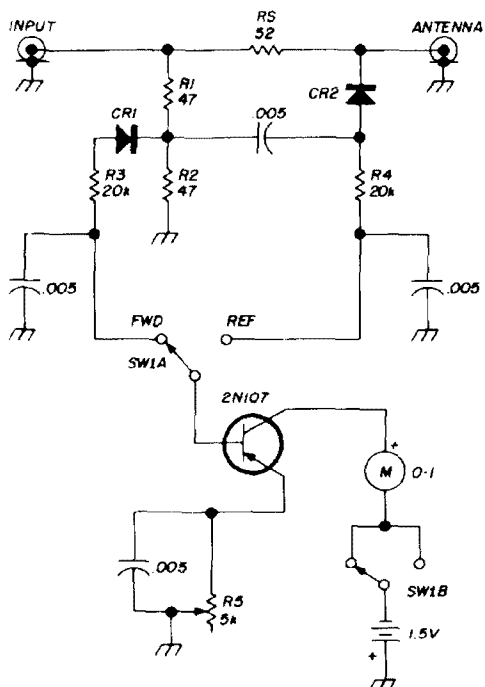 INPUT
RS
52
ANTENNA
R1
47
CR2
CR1
.005
R3
20k
R2
47
R4
20k
.005
.005
FWD
REF
SW1A
2N107
+
M
0-1
.005
R5
5k
SW1B
1.5V
+